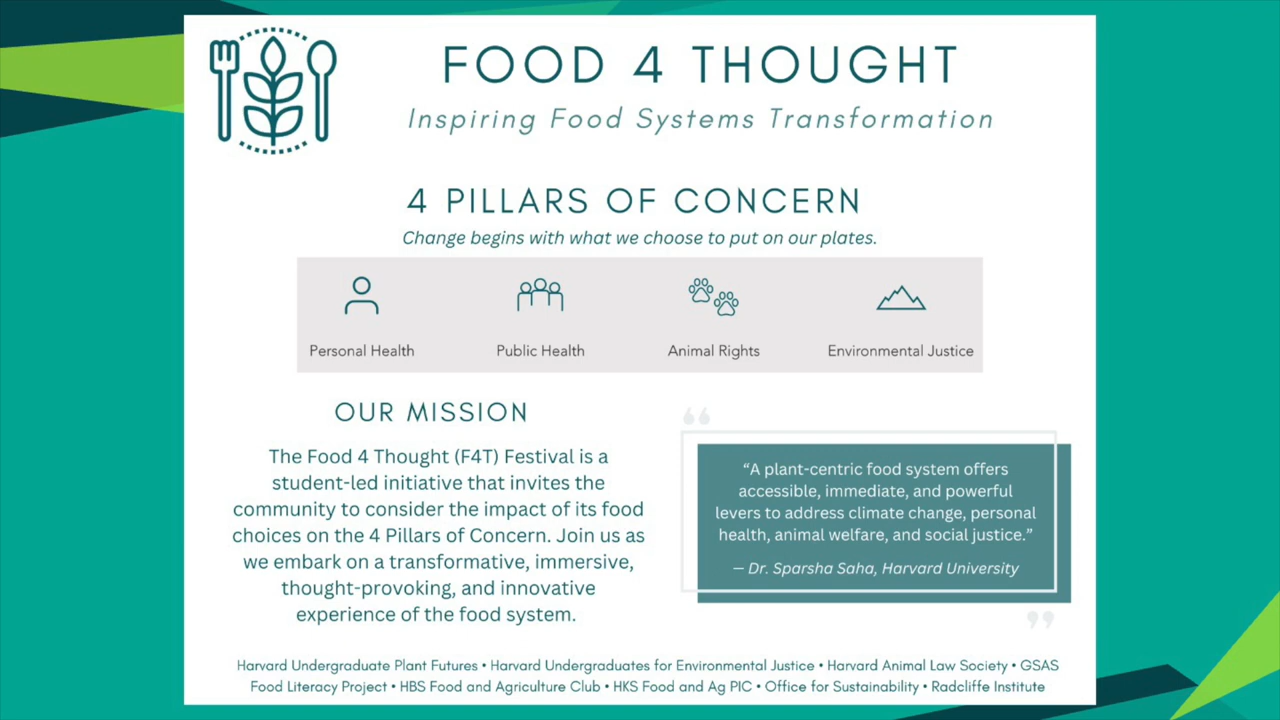 FOOD 4 THOUGHT
Inspiring Food Systems Transformation
4 PILLARS OF CONCERN
Change begins with what we choose to put on our plates.
Personal Health
Public Health
Animal Rights
Environmental Justice
OUR MISSION
The Food 4 Thought (F4T) Festival is a
student-led initiative that invites the
community to consider the impact of its food
choices on the 4 Pillars of Concern. Join us as
we embark on a transformative, immersive,
thought-provoking, and innovative
experience of the food system.
“A plant-centric food system offers
accessible, immediate, and powerful
levers to address climate change, personal
health, animal welfare, and social justice.”
— Dr. Sparsha Saha, Harvard University
Harvard Undergraduate Plant Futures • Harvard Undergraduates for Environmental Justice • Harvard Animal Law Society • GSAS
Food Literacy Project • HBS Food and Agriculture Club • HKS Food and Ag PIC • Office for Sustainability • Radcliffe Institute